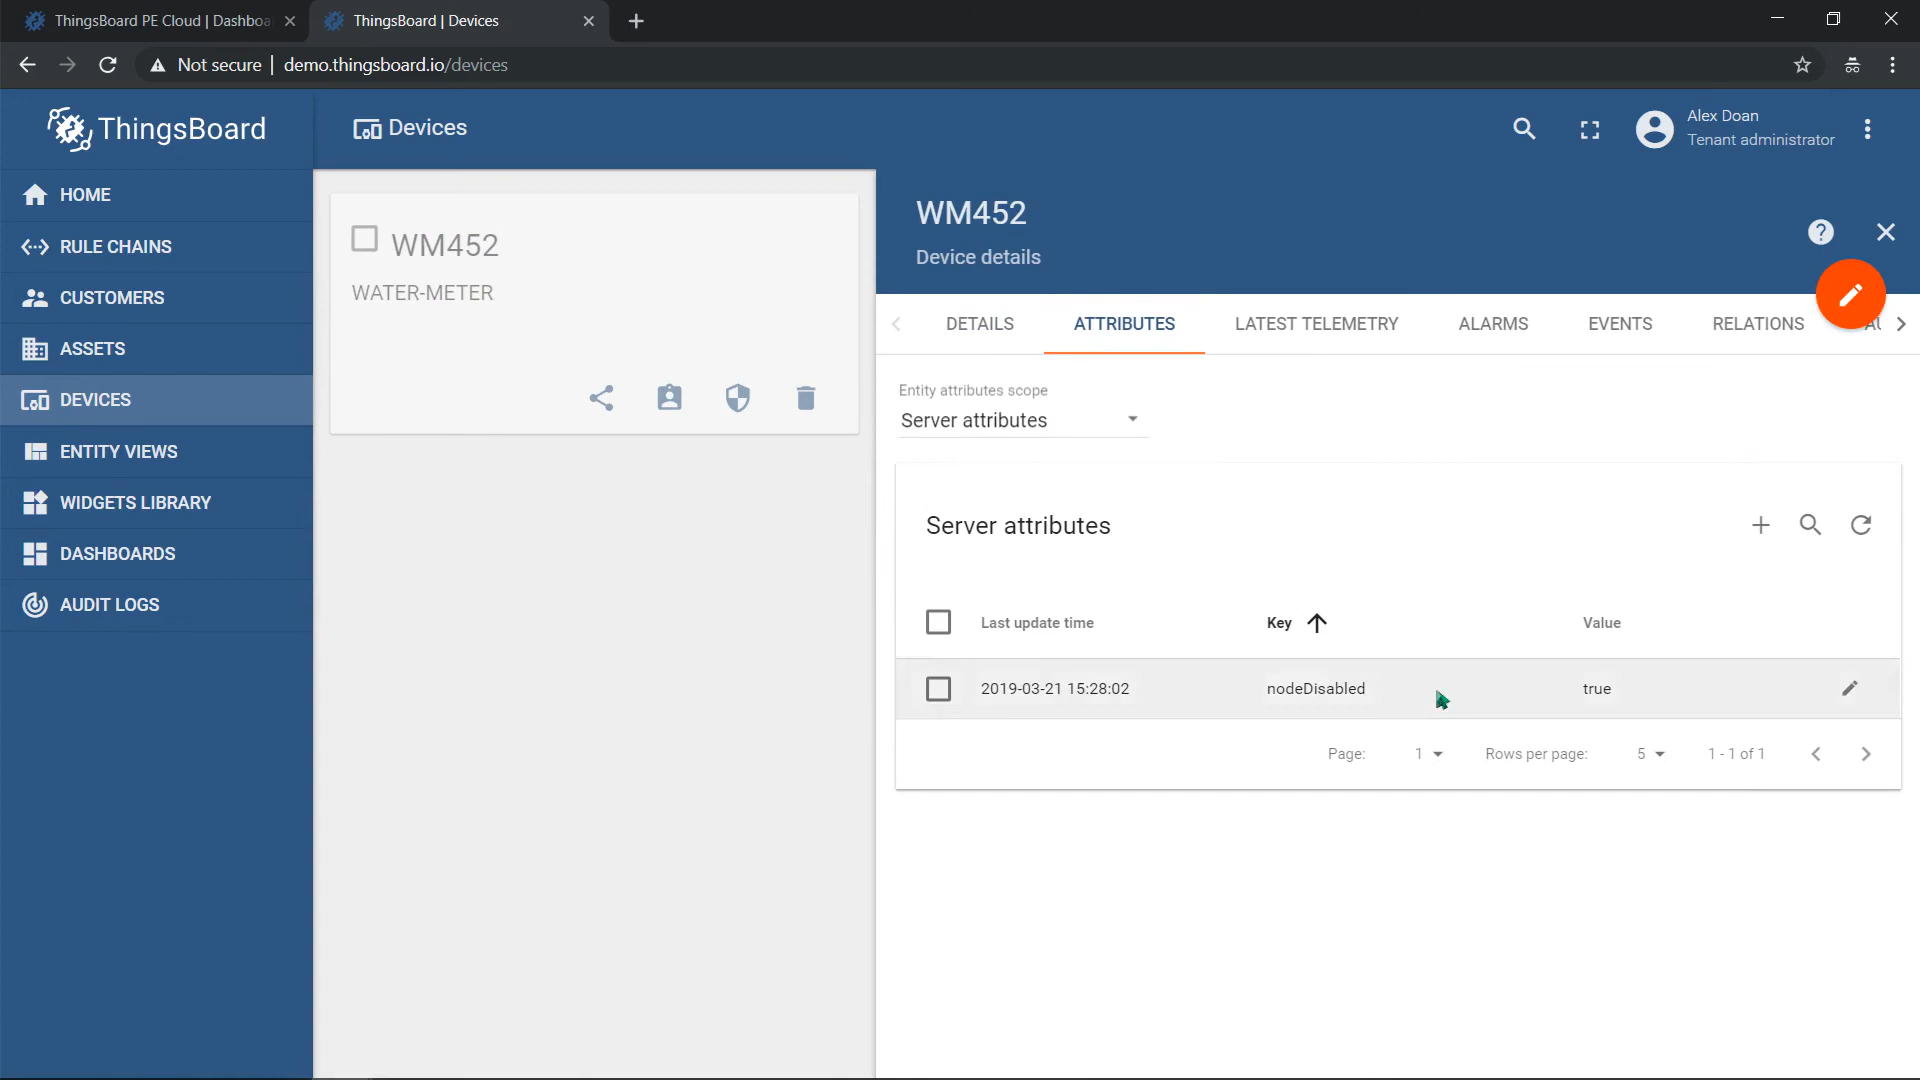 ThingsBoard PE Cloud | Dashboa
ThingsBoard | Devices
Not secure | demo.thingsboard.io/devices
ThingsBoard
Devices
Alex Doan
Tenant administrator
HOME
RULE CHAINS
CUSTOMERS
ASSETS
DEVICES
ENTITY VIEWS
WIDGETS LIBRARY
DASHBOARDS
AUDIT LOGS
WM452
WATER-METER
WM452
Device details
DETAILS ATTRIBUTES LATEST TELEMETRY ALARMS EVENTS RELATIONS AU
Entity attributes scope
Server attributes
Server attributes
Last update time Key Value
2019-03-21 15:28:02 nodeDisabled true
Page: 1 Rows per page: 5 1 - 1 of 1